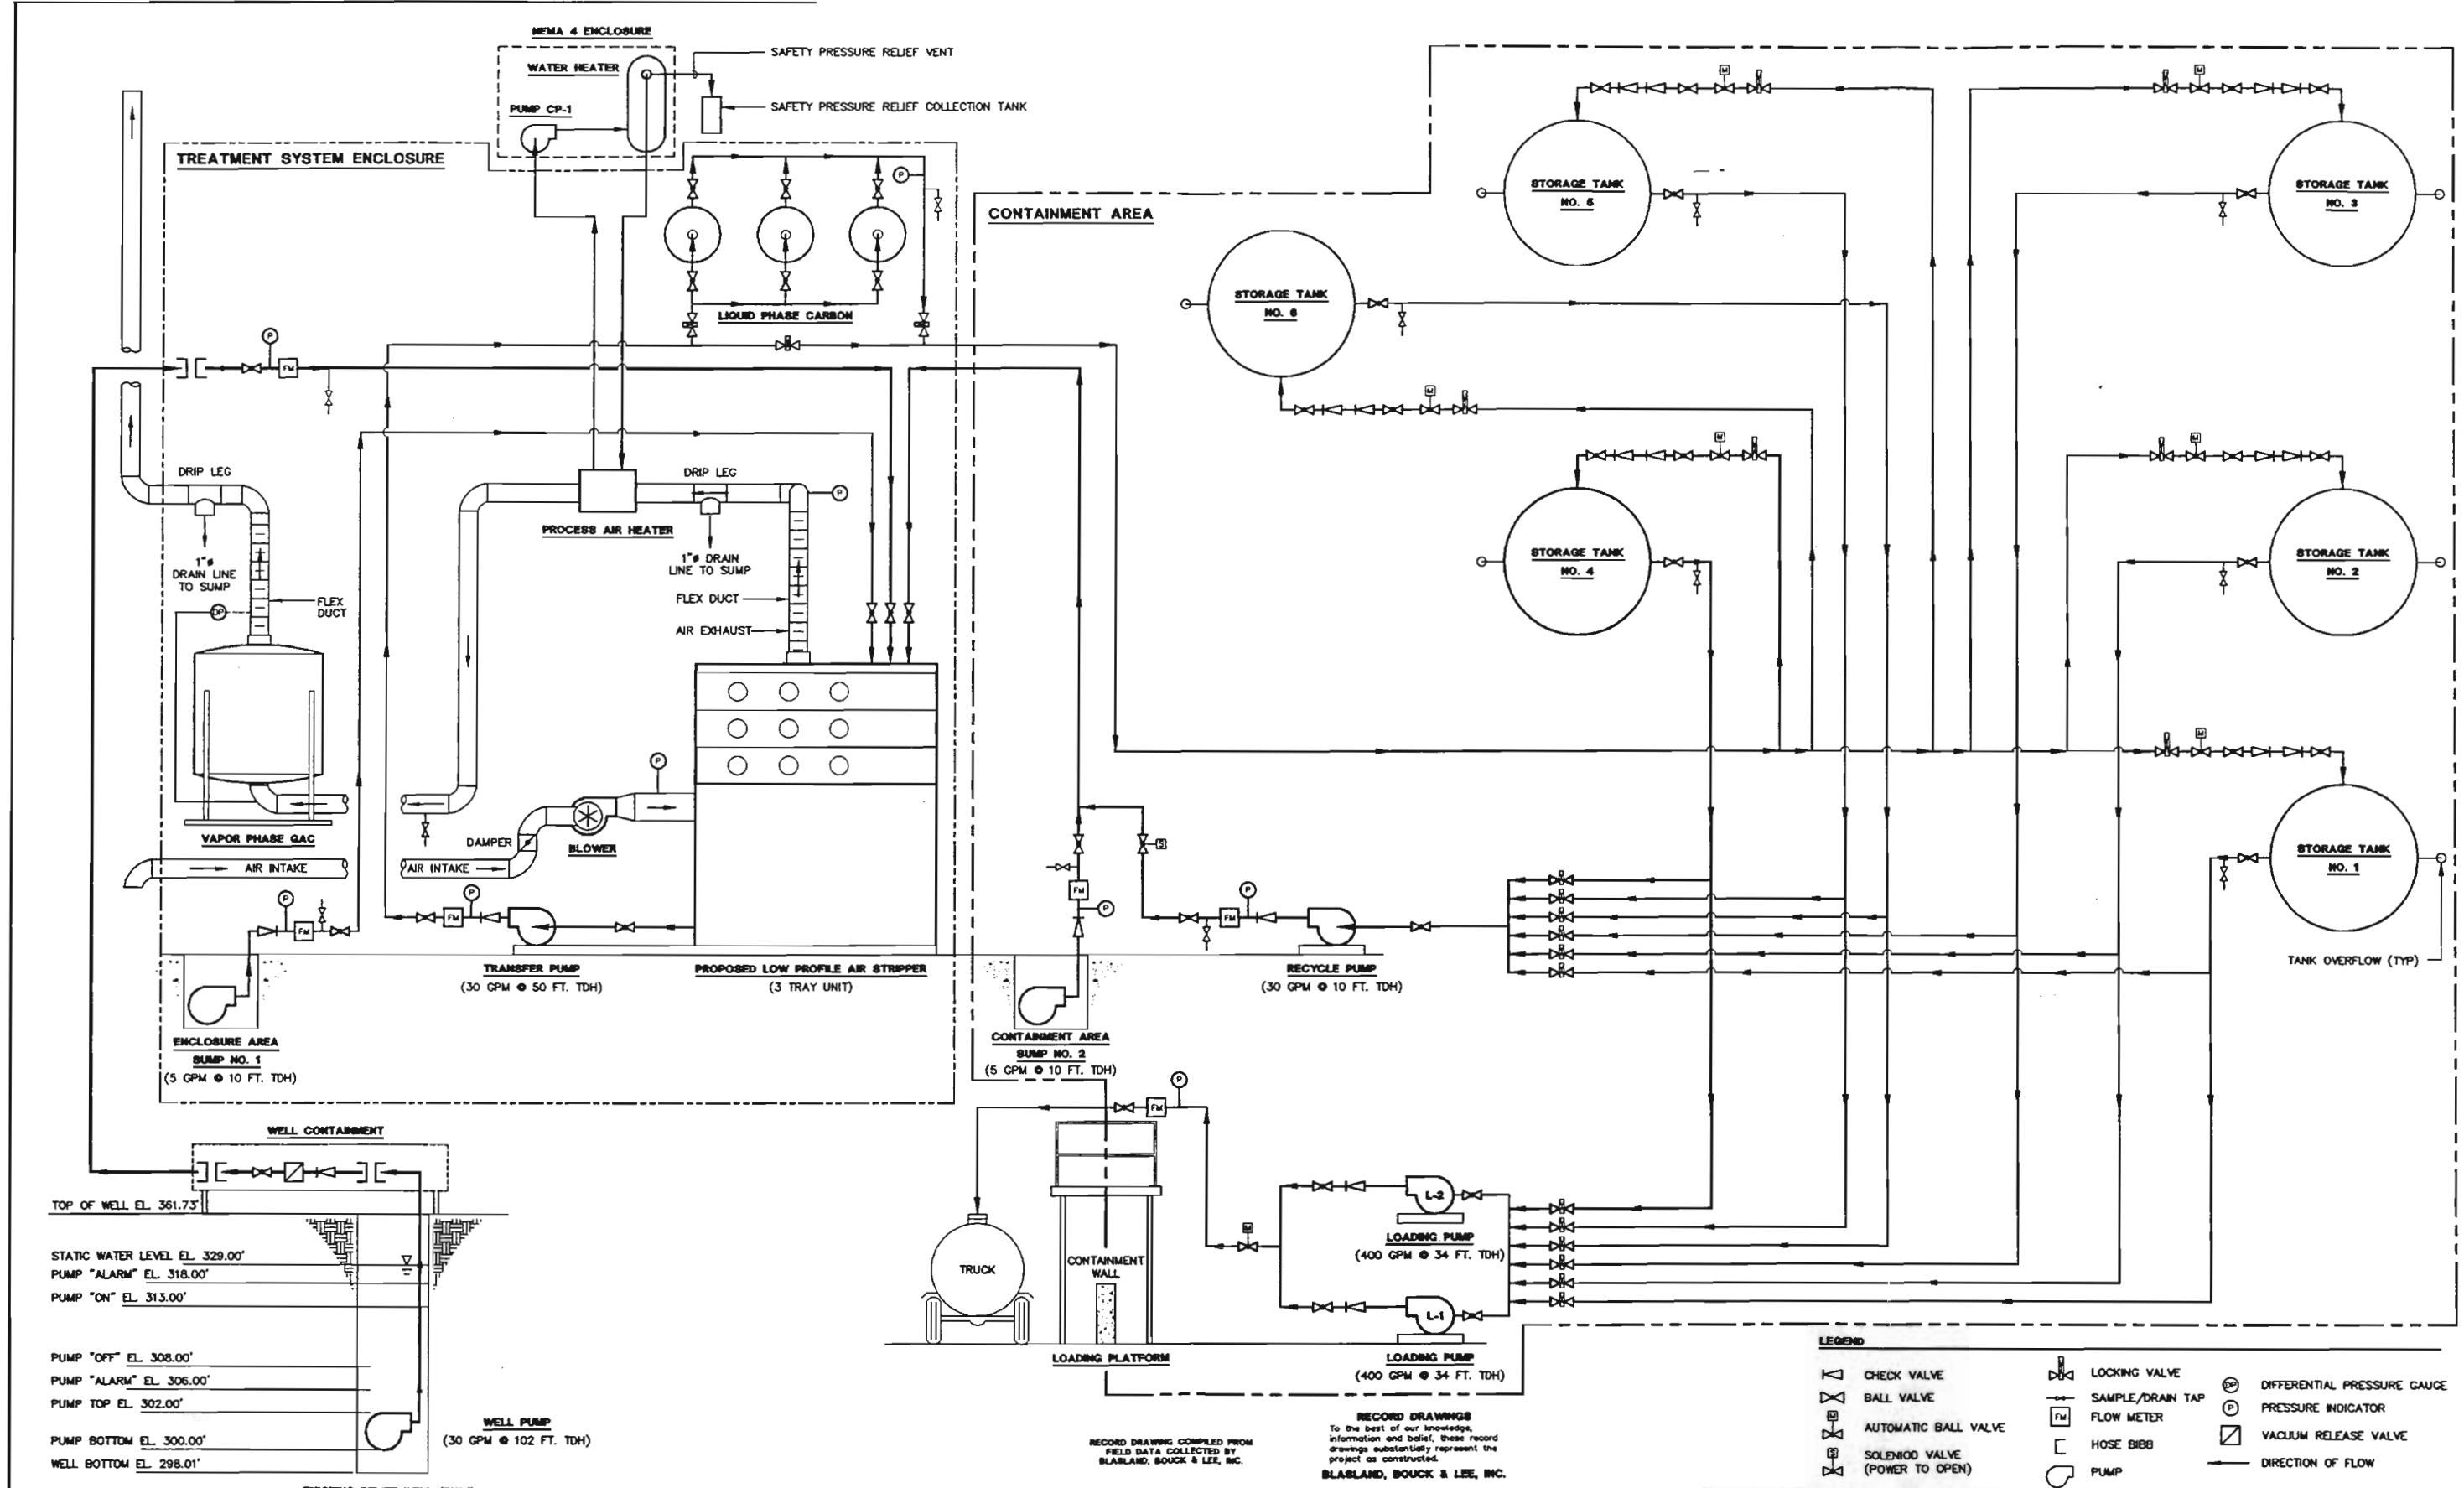 NEMA 4 ENCLOSURE
WATER HEATER
PUMP CP-1
SAFETY PRESSURE RELIEF VENT
SAFETY PRESSURE RELIEF COLLECTION TANK
TREATMENT SYSTEM ENCLOSURE
P
LIQUID PHASE CARBON
P
FM
DRIP LEG
1"ø
DRAIN LINE
TO SUMP
DP
FLEX
DUCT
VAPOR PHASE GAC
AIR INTAKE
PROCESS AIR HEATER
DRIP LEG
P
1"ø DRAIN
LINE TO SUMP
FLEX DUCT
AIR EXHAUST
P
DAMPER
BLOWER
AIR INTAKE
P
FM
P
FM
TRANSFER PUMP
(30 GPM @ 50 FT. TDH)
PROPOSED LOW PROFILE AIR STRIPPER
(3 TRAY UNIT)
ENCLOSURE AREA
SUMP NO. 1
(5 GPM @ 10 FT. TDH)
CONTAINMENT AREA
M
STORAGE TANK
NO. 5
M
STORAGE TANK
NO. 3
STORAGE TANK
NO. 6
M
M
STORAGE TANK
NO. 4
M
STORAGE TANK
NO. 2
M
STORAGE TANK
NO. 1
TANK OVERFLOW (TYP)
S
FM
P
P
FM
RECYCLE PUMP
(30 GPM @ 10 FT. TDH)
CONTAINMENT AREA
SUMP NO. 2
(5 GPM @ 10 FT. TDH)
P
FM
M
TRUCK
CONTAINMENT
WALL
LOADING PLATFORM
L-2
LOADING PUMP
(400 GPM @ 34 FT. TDH)
L-1
LOADING PUMP
(400 GPM @ 34 FT. TDH)
WELL CONTAINMENT
TOP OF WELL EL. 361.73'
STATIC WATER LEVEL EL. 329.00'
PUMP "ALARM" EL. 318.00'
PUMP "ON" EL. 313.00'
PUMP "OFF" EL. 308.00'
PUMP "ALARM" EL. 306.00'
PUMP TOP EL. 302.00'
PUMP BOTTOM EL. 300.00'
WELL BOTTOM EL. 298.01'
WELL PUMP
(30 GPM @ 102 FT. TDH)
RECORD DRAWING COMPILED FROM
FIELD DATA COLLECTED BY
BLASLAND, BOUCK & LEE, INC.
RECORD DRAWINGS
To the best of our knowledge,
information and belief, these record
drawings substantially represent the
project as constructed.
BLASLAND, BOUCK & LEE, INC.
LEGEND
CHECK VALVE
BALL VALVE
M
AUTOMATIC BALL VALVE
S
SOLENIOD VALVE
(POWER TO OPEN)
LOCKING VALVE
SAMPLE/DRAIN TAP
FM
FLOW METER
HOSE BIBB
PUMP
DP
DIFFERENTIAL PRESSURE GAUGE
P
PRESSURE INDICATOR
VACUUM RELEASE VALVE
DIRECTION OF FLOW